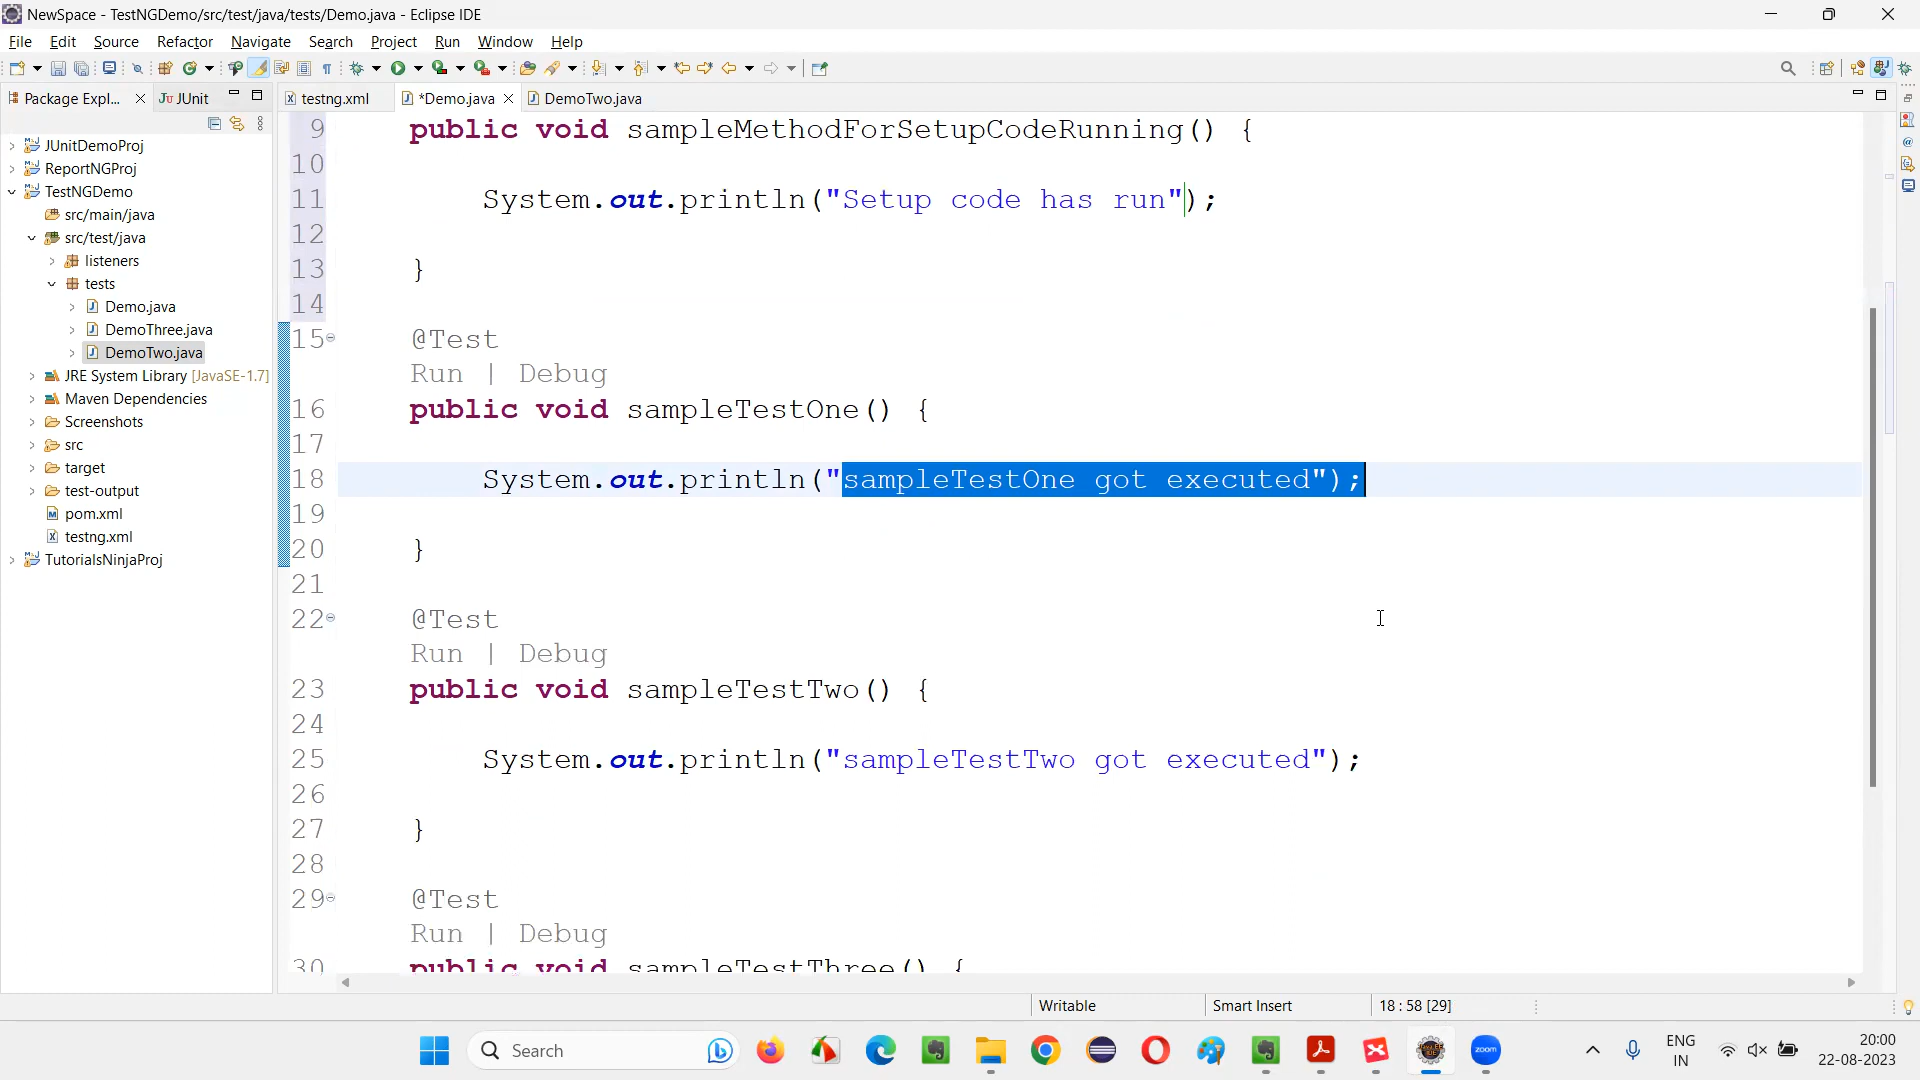 NewSpace - TestNGDemo/src/test/java/tests/Demo.java - Eclipse IDE
File Edit Source Refactor Navigate Search Project Run Window Help
Package Expl... JUnit
testng.xml *Demo.java DemoTwo.java
JUnitDemoProj
ReportNGProj
TestNGDemo
src/main/java
src/test/java
listeners
tests
Demo.java
DemoThree.java
DemoTwo.java
JRE System Library [JavaSE-1.7]
Maven Dependencies
Screenshots
src
target
test-output
pom.xml
testng.xml
TutorialsNinjaProj
9 public void sampleMethodForSetupCodeRunning() {
10
11 System.out.println("Setup code has run");
12
13 }
14
15 @Test
Run | Debug
16 public void sampleTestOne() {
17
18 System.out.println("sampleTestOne got executed");
19
20 }
21
22 @Test
Run | Debug
23 public void sampleTestTwo() {
24
25 System.out.println("sampleTestTwo got executed");
26
27 }
28
29 @Test
Run | Debug
30 public void sampleTestThree() {
Writable Smart Insert 18 : 58 [29]
Search
zoom
ENG
IN
20:00
22-08-2023